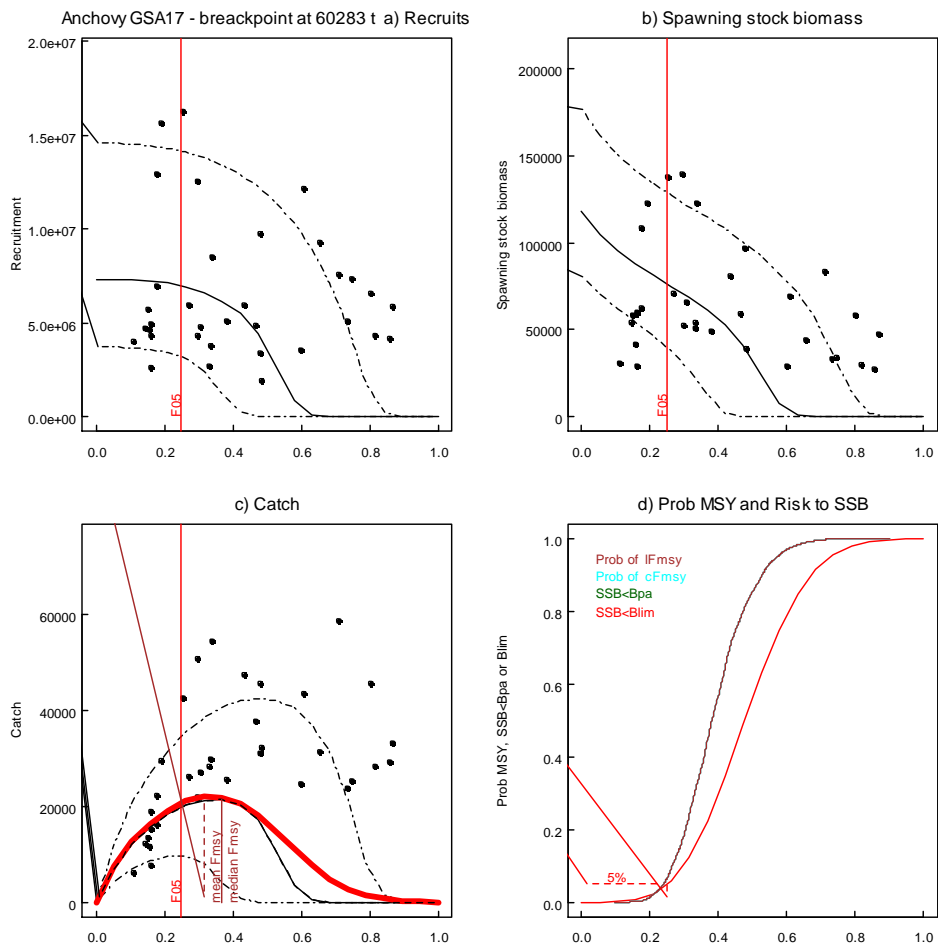 Anchovy GSA17 - breackpoint at 60283 t a) Recruits
2.0e+07
1.5e+07
1.0e+07
5.0e+06
0.0e+00
Recruitment
F05
0.0 0.2 0.4 0.6 0.8 1.0
b) Spawning stock biomass
200000
150000
100000
50000
0
Spawning stock biomass
F05
0.0 0.2 0.4 0.6 0.8 1.0
c) Catch
60000
40000
20000
0
Catch
F05
mean Fmsy
median Fmsy
0.0 0.2 0.4 0.6 0.8 1.0
d) Prob MSY and Risk to SSB
1.0
0.8
0.6
0.4
0.2
0.0
Prob MSY, SSB<Bpa or Blim
Prob of lFmsy
Prob of cFmsy
SSB<Bpa
SSB<Blim
5%
0.0 0.2 0.4 0.6 0.8 1.0